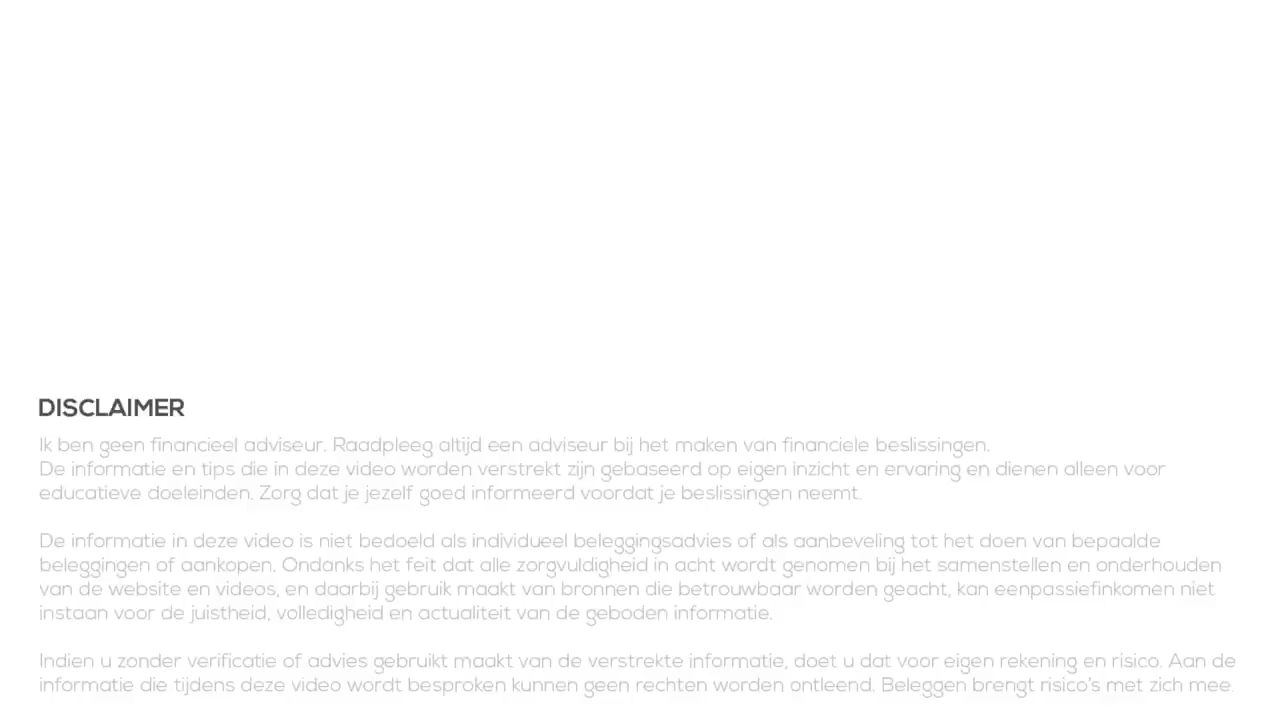 DISCLAIMER
Ik ben geen financieel adviseur. Raadpleeg altijd een adviseur bij het maken van financiele beslissingen.
De informatie en tips die in deze video worden verstrekt zijn gebaseerd op eigen inzicht en ervaring en dienen alleen voor
educatieve doeleinden. Zorg dat je jezelf goed informeerd voordat je beslissingen neemt.
De informatie in deze video is niet bedoeld als individueel beleggingsadvies of als aanbeveling tot het doen van bepaalde
beleggingen of aankopen. Ondanks het feit dat alle zorgvuldigheid in acht wordt genomen bij het samenstellen en onderhouden
van de website en videos, en daarbij gebruik maakt van bronnen die betrouwbaar worden geacht, kan eenpassiefinkomen niet
instaan voor de juistheid, volledigheid en actualiteit van de geboden informatie.
Indien u zonder verificatie of advies gebruikt maakt van de verstrekte informatie, doet u dat voor eigen rekening en risico. Aan de
informatie die tijdens deze video wordt besproken kunnen geen rechten worden ontleend. Beleggen brengt risico's met zich mee.